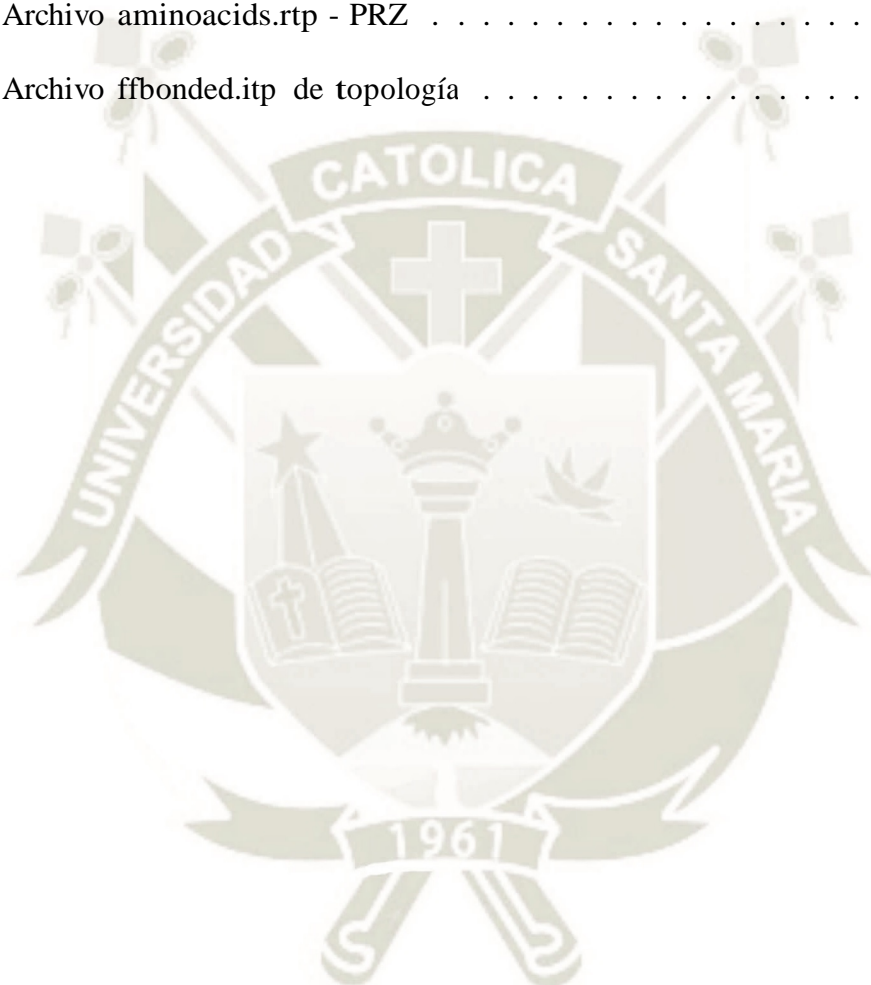 Archivo aminoacids.rtp - PRZ . . . . . . . . . . . . . . . . . .
Archivo ffbonded.itp de topología . . . . . . . . . . . . . . . .
CATOLICA
UNIVERSIDAD
SANTA MARIA
1961